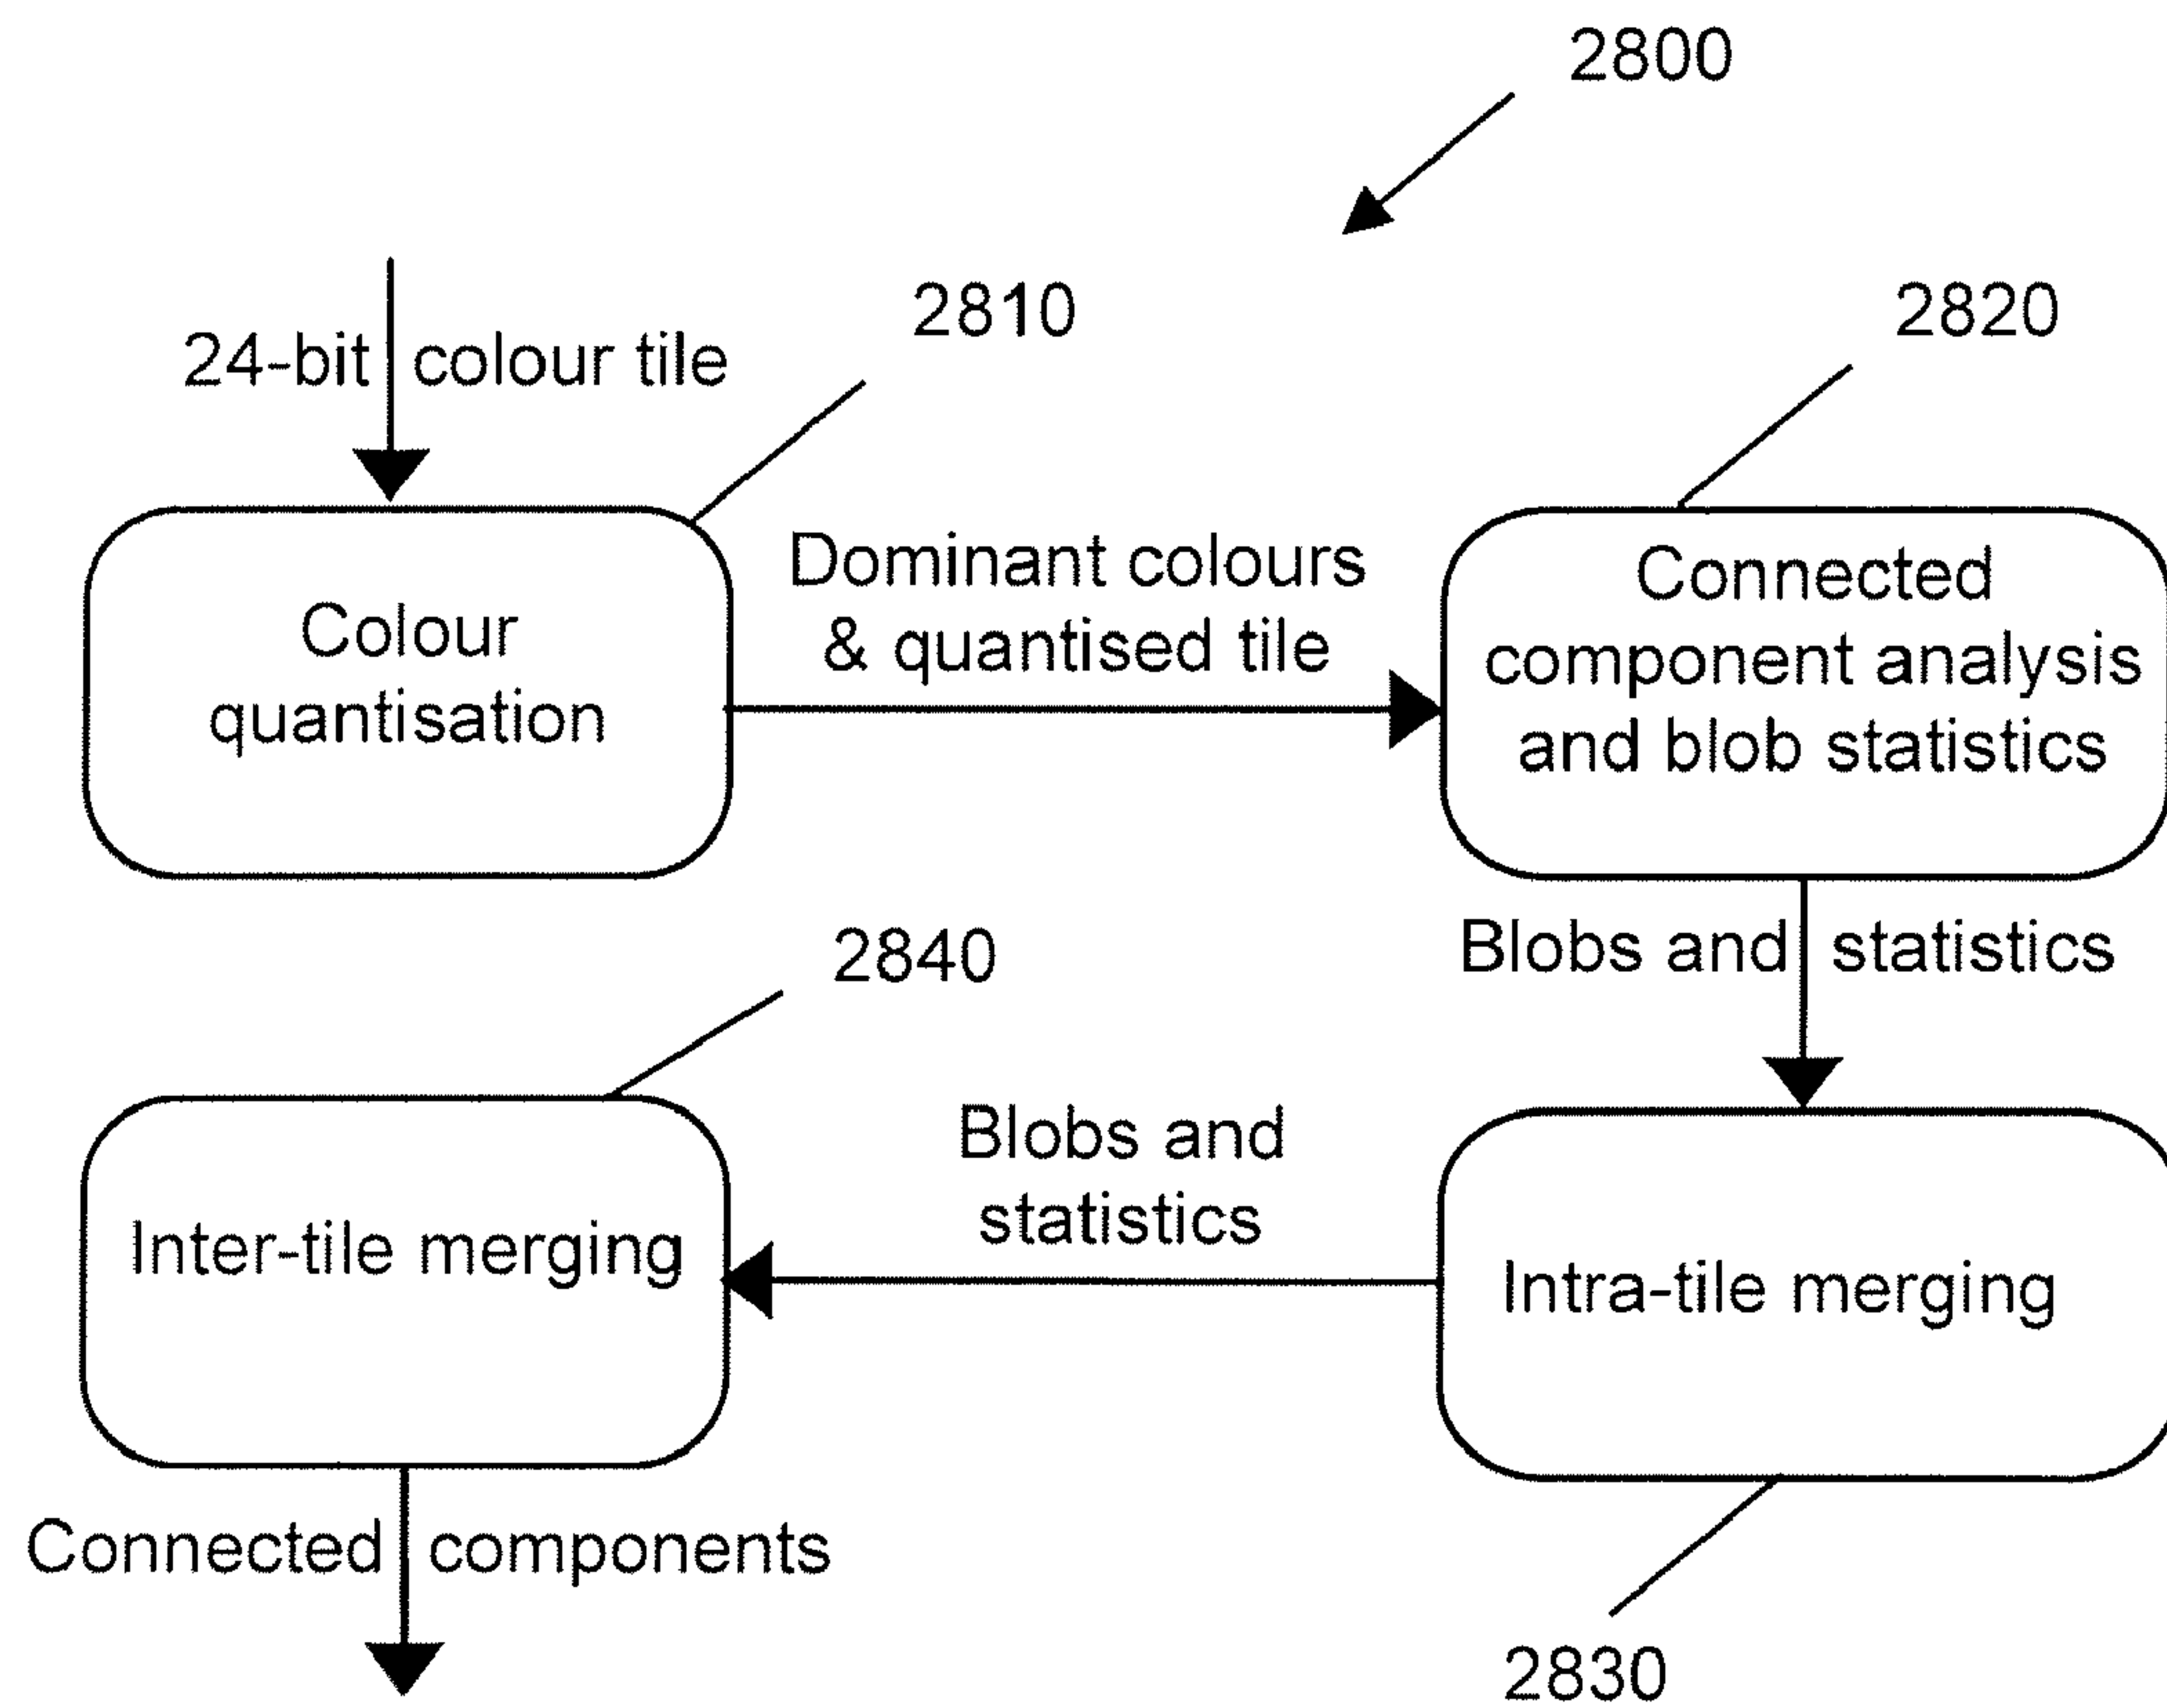 2800
2810
2820
24-bit colour tile
Colour
quantisation
Dominant colours
& quantised tile
Connected
component analysis
and blob statistics
Blobs and statistics
2840
Inter-tile merging
Blobs and
statistics
Intra-tile merging
Connected components
2830